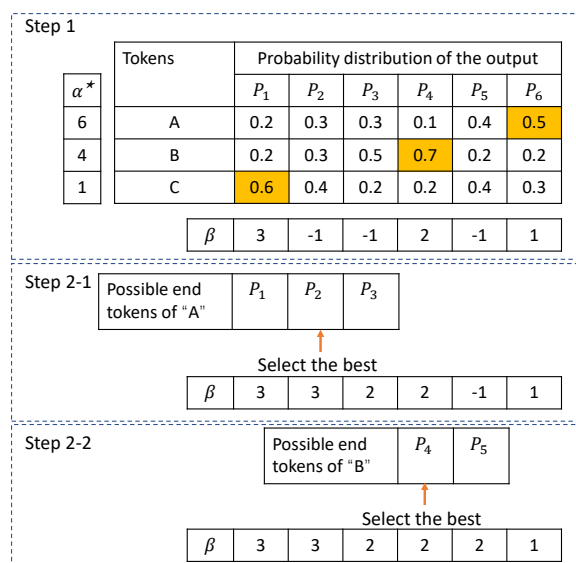 Step 1
Tokens Probability distribution of the output
α* P₁ P₂ P₃ P₄ P₅ P₆
6 A 0.2 0.3 0.3 0.1 0.4 0.5
4 B 0.2 0.3 0.5 0.7 0.2 0.2
1 C 0.6 0.4 0.2 0.2 0.4 0.3
β 3 -1 -1 2 -1 1
Step 2-1
Possible end P₁ P₂ P₃
tokens of “A”
Select the best
β 3 3 2 2 -1 1
Step 2-2
Possible end P₄ P₅
tokens of “B”
Select the best
β 3 3 2 2 2 1